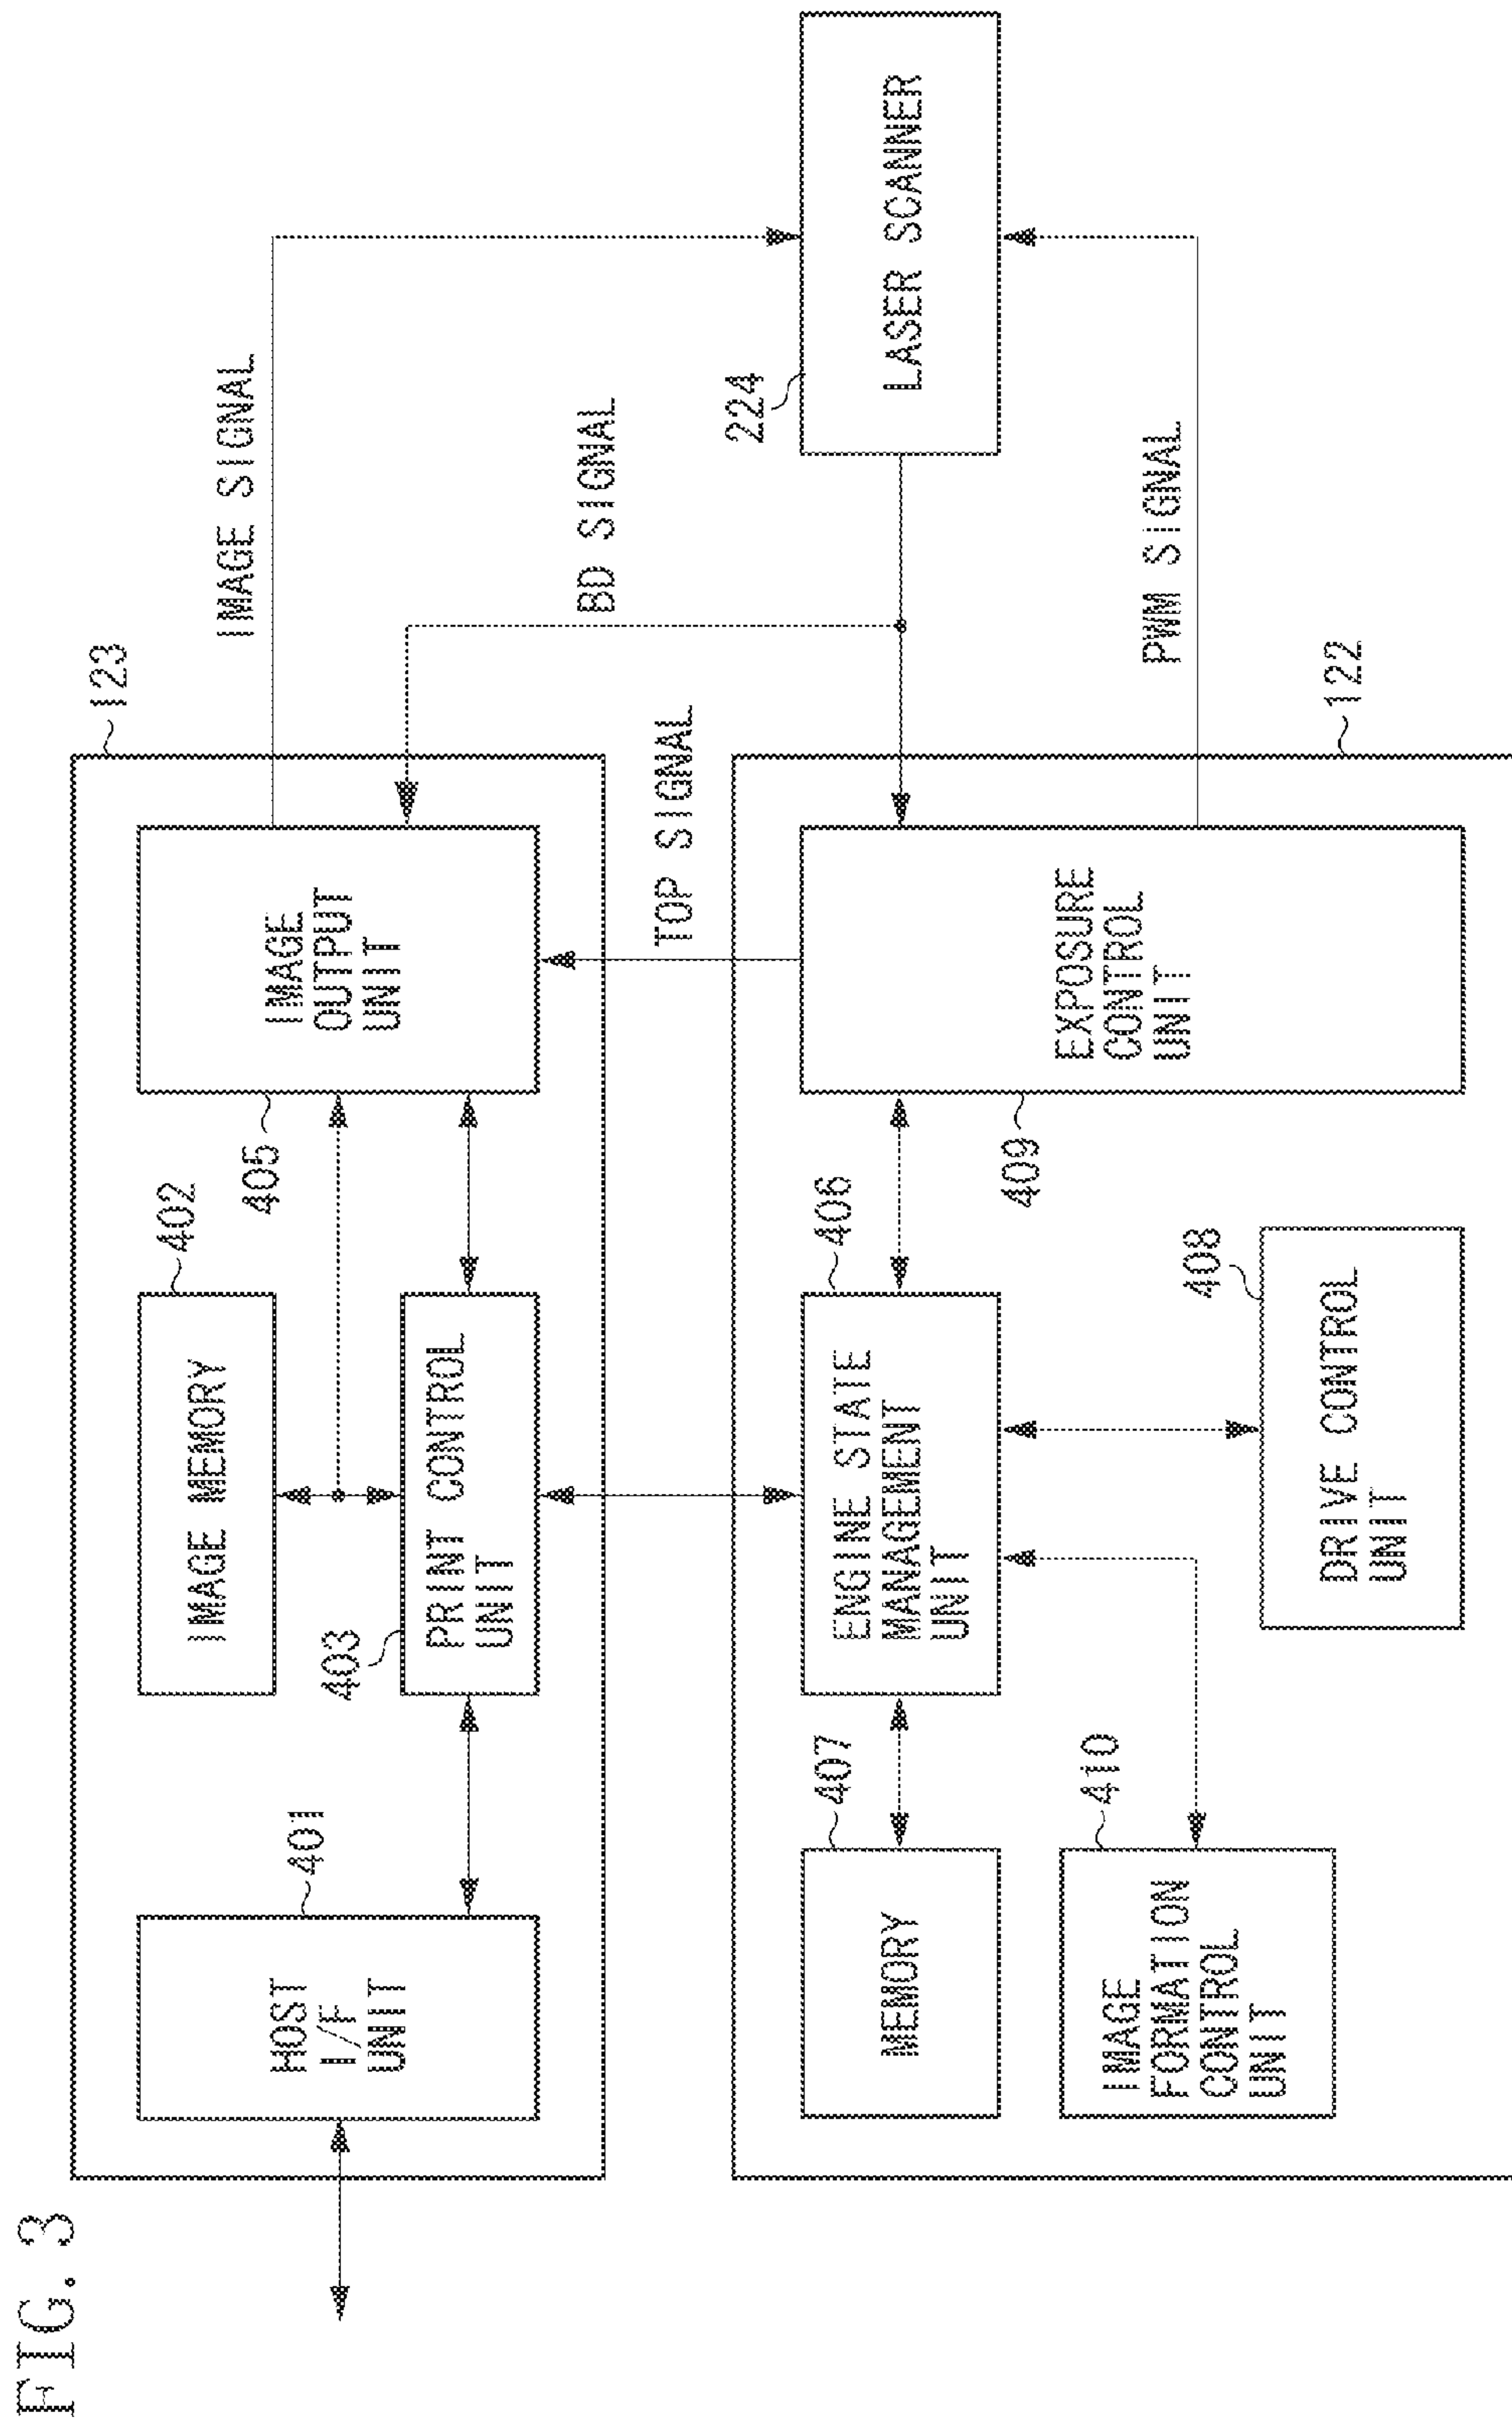 FIG. 3
123
HOST
I/F
UNIT
401
IMAGE MEMORY
402
PRINT CONTROL
UNIT
403
IMAGE
OUTPUT
UNIT
405
IMAGE SIGNAL
BD SIGNAL
TOP SIGNAL
224
LASER SCANNER
PWM SIGNAL
122
MEMORY
407
ENGINE STATE
MANAGEMENT
UNIT
406
EXPOSURE
CONTROL
UNIT
409
IMAGE
FORMATION
CONTROL
UNIT
410
DRIVE CONTROL
UNIT
408